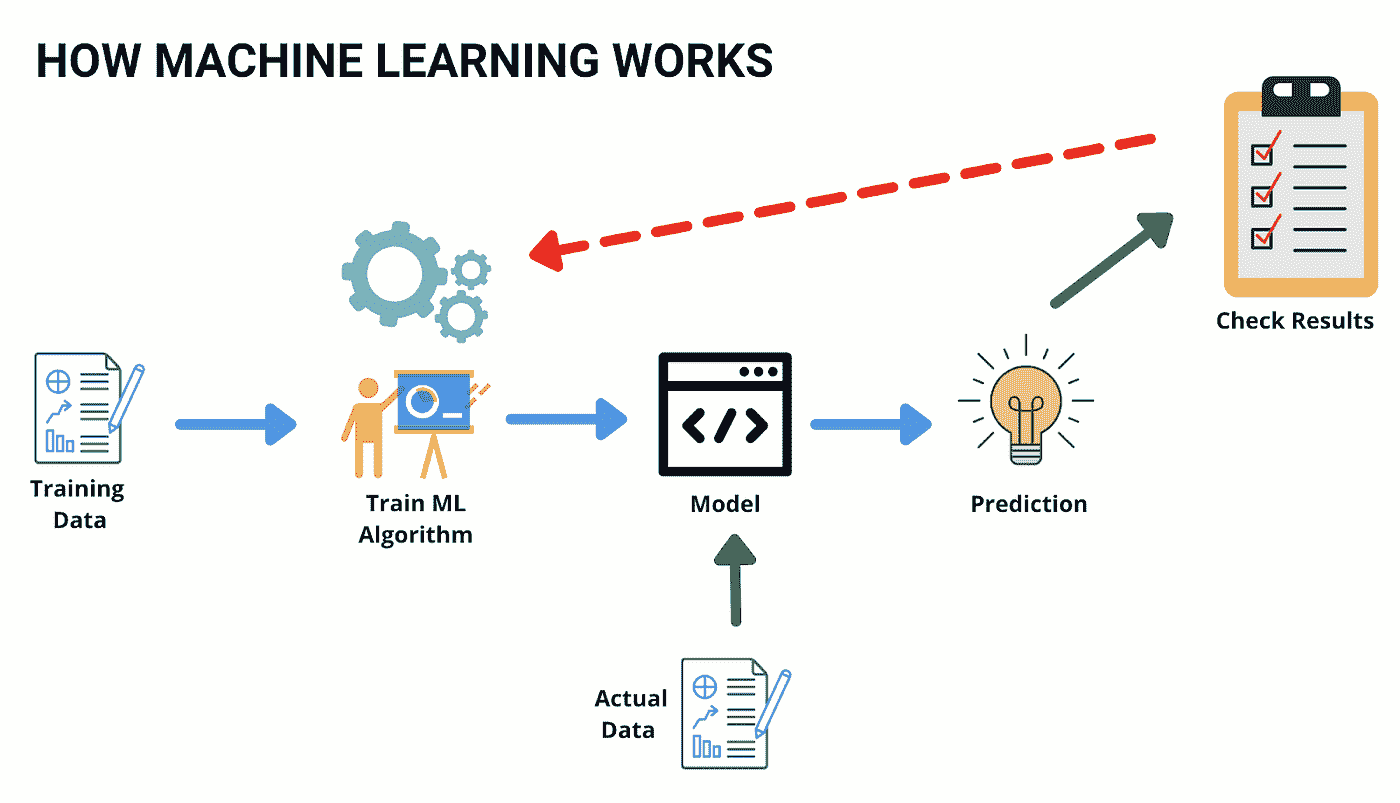 HOW MACHINE LEARNING WORKS
Check Results
Training
Data
Train ML
Algorithm
Model
Prediction
Actual
Data